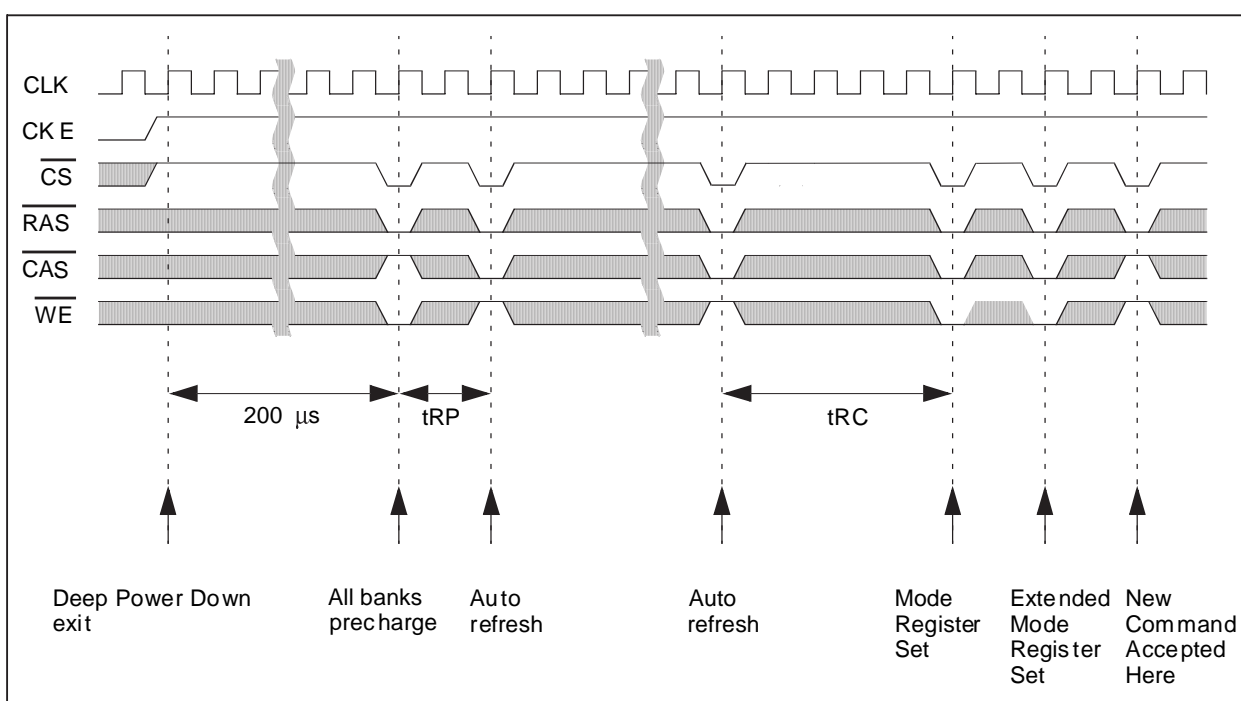 CLK
CKE
CS
RAS
CAS
WE
200 μs
tRP
tRC
Deep Power Down
exit
All banks
precharge
Auto
refresh
Auto
refresh
Mode
Register
Set
Extended
Mode
Register
Set
New
Command
Accepted
Here